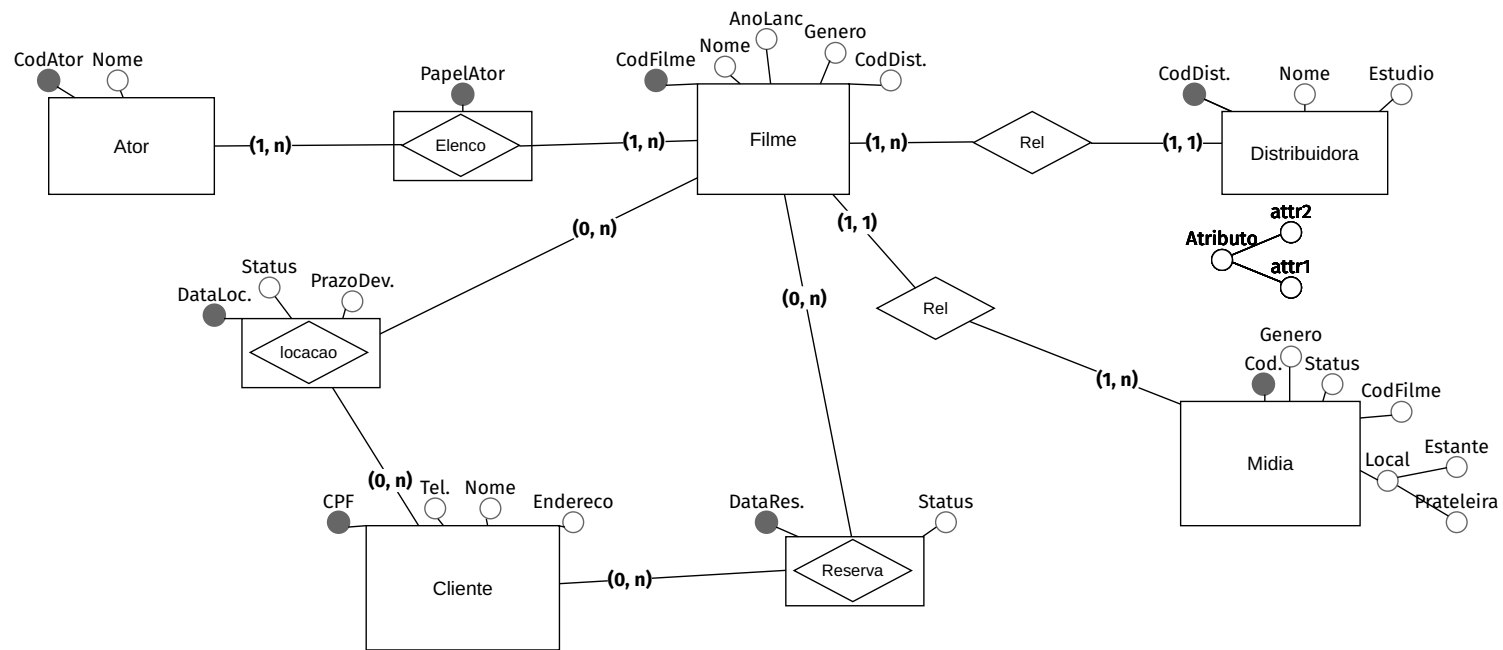 AnoLanc
Nome
Genero
CodAtor
Nome
PapelAtor
CodFilme
CodDist.
CodDist.
Nome
Estudio
Ator
(1, n)
Elenco
(1, n)
Filme
(1, n)
Rel
(1, 1)
Distribuidora
(0, n)
(1, 1)
attr2
Atributo
attr1
Status
PrazoDev.
DataLoc.
locacao
(0, n)
Rel
(1, n)
Genero
Cod.
Status
CodFilme
Midia
Local
Estante
Prateleira
(0, n)
CPF
Tel.
Nome
Endereco
DataRes.
Status
Cliente
(0, n)
Reserva